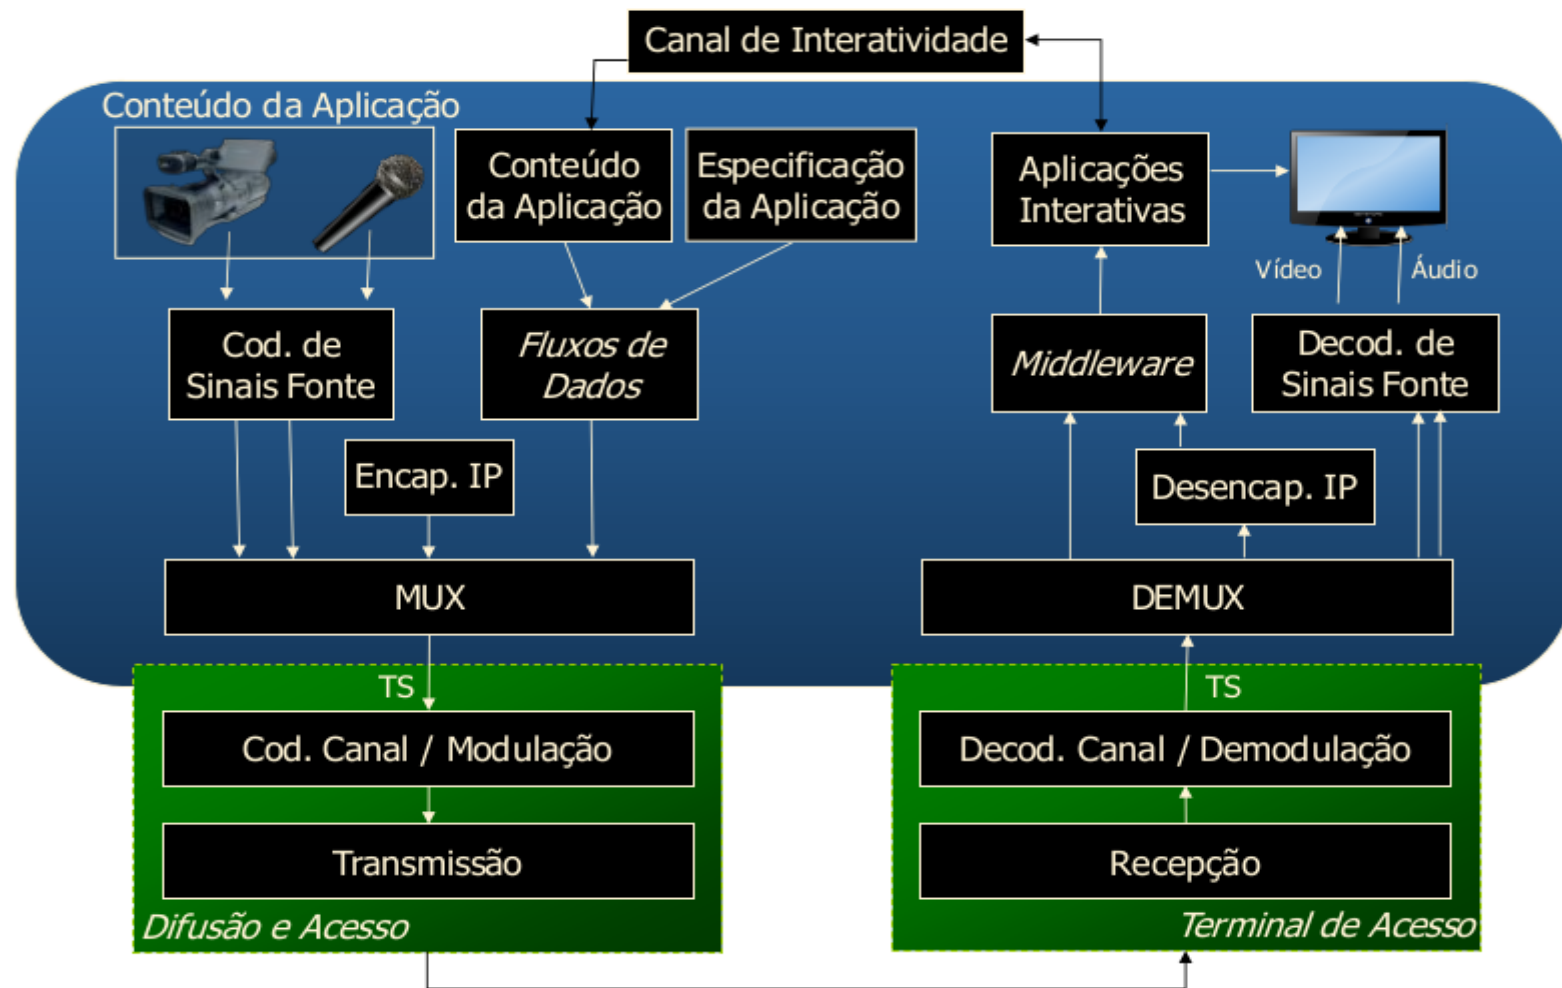 Canal de Interatividade
Conteúdo da Aplicação
Conteúdo
da Aplicação
Especificação
da Aplicação
Aplicações
Interativas
Vídeo
Áudio
Cod. de
Sinais Fonte
Fluxos de
Dados
Middleware
Decod. de
Sinais Fonte
Encap. IP
Desencap. IP
MUX
DEMUX
TS
Cod. Canal / Modulação
Transmissão
Difusão e Acesso
TS
Decod. Canal / Demodulação
Recepção
Terminal de Acesso